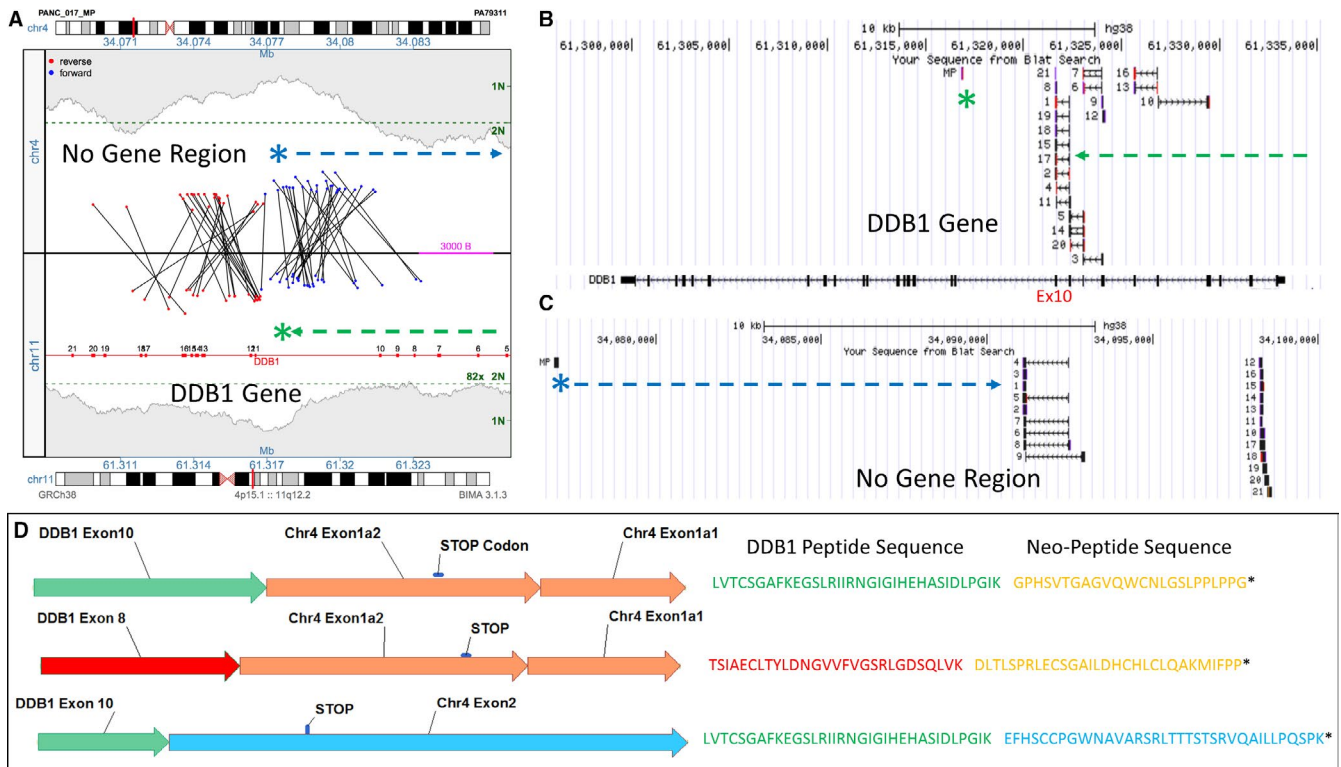 A
PANC_017_MP
PA79311
chr4
34.071
34.074
34.077
34.08
34.083
Mb
reverse
forward
1N
2N
chr4
No Gene Region
3000 B
chr11
21 20 19 10 9 8 7 6 5
DDB1
82x 2N
DDB1 Gene
1N
Mb
61.311
61.314
61.317
61.32
61.323
chr11
GRCh38
4p15.1 :: 11q12.2
BIMA 3.1.3
B
10 kb
hg38
61,300,000
61,305,000
61,310,000
61,315,000
61,320,000
61,325,000
61,330,000
61,335,000
Your Sequence from Blat Search
MP 21 7 16
8 6 13
1 9 10
19 12
18
15
17
2
4
11
5
14
20
3
DDB1 Gene
DDB1
Ex10
C
10 kb
hg38
34,080,000
34,085,000
34,090,000
34,095,000
34,100,000
Your Sequence from Blat Search
MP 4 12
3 16
1 15
5 14
2 13
7 11
6 10
8 17
9 18
19
20
21
No Gene Region
D
DDB1 Exon10
Chr4 Exon1a2
STOP Codon
Chr4 Exon1a1
DDB1 Peptide Sequence
Neo-Peptide Sequence
LVTCSGAFKEGSLRIIRNGIGIHEHASIDLPGIK GPHSVTGAGVQWCNLGSLPPLPPG*
DDB1 Exon 8
Chr4 Exon1a2
STOP
Chr4 Exon1a1
TSIAECLTYLDNGVVFVGSRLGDSQLVK DLTLSPRLECSGAILDHCHLCLQAKMIFPP*
DDB1 Exon 10
STOP
Chr4 Exon2
LVTCSGAFKEGSLRIIRNGIGIHEHASIDLPGIK EFHSCCPGWNAVARSRLTTTSTSRVQAILLPQSPK*